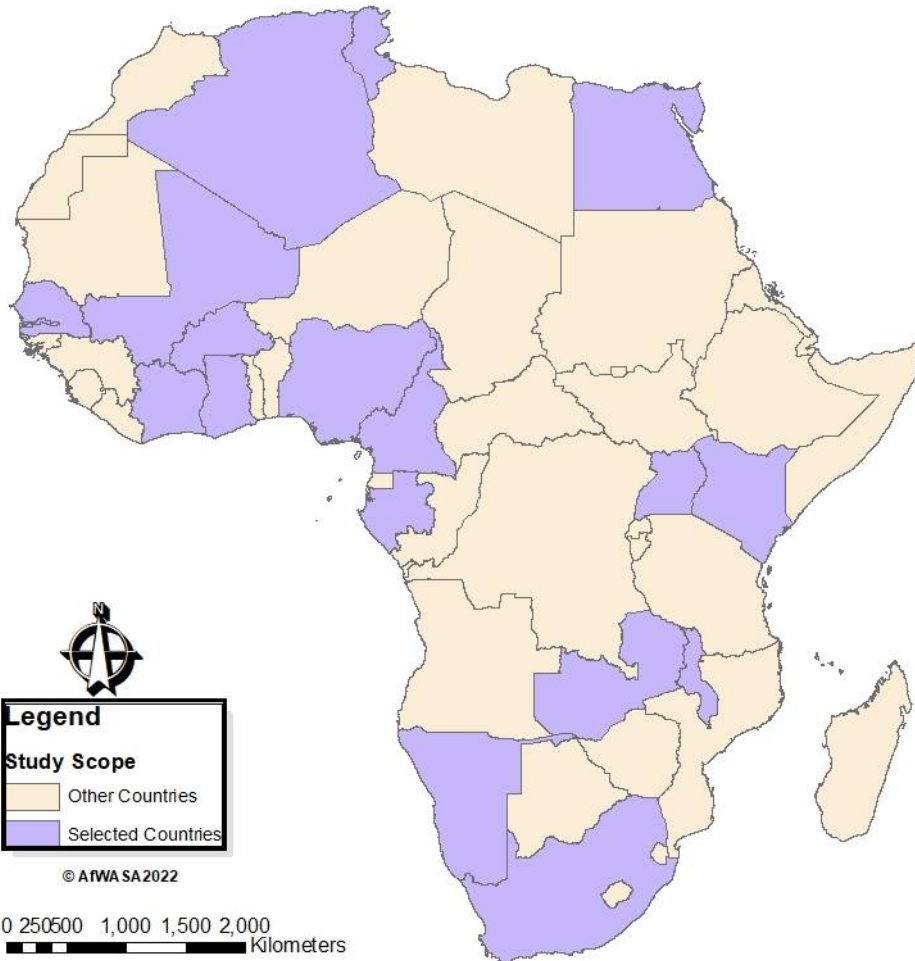 N
Legend
Study Scope
Other Countries
Selected Countries
© AfWASA2022
0 250500 1,000 1,500 2,000
Kilometers